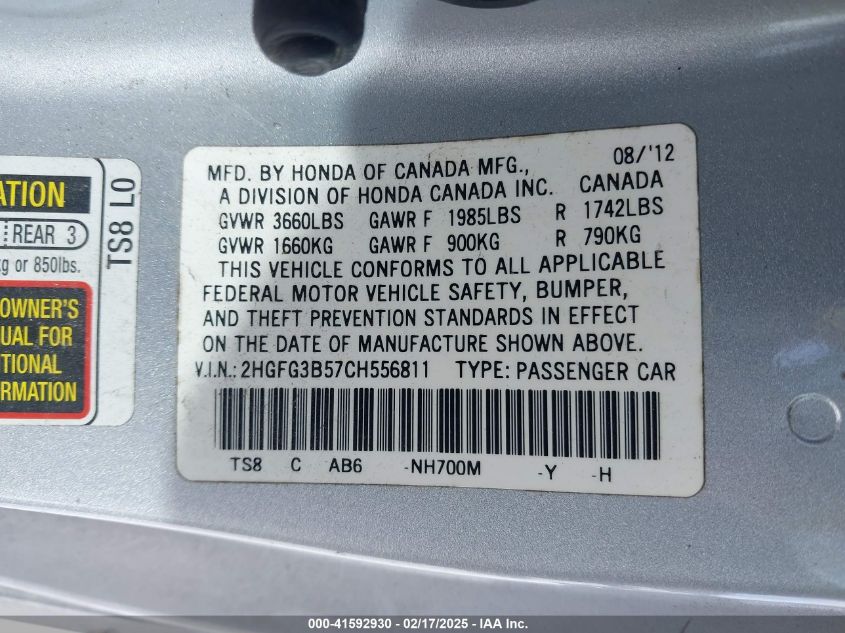 ATION
REAR 3
kg or 850lbs.
OWNER'S
UAL FOR
ITIONAL
ORMATION
TS8 L0
MFD. BY HONDA OF CANADA MFG., 08/'12
A DIVISION OF HONDA CANADA INC. CANADA
GVWR 3660LBS GAWR F 1985LBS R 1742LBS
GVWR 1660KG GAWR F 900KG R 790KG
THIS VEHICLE CONFORMS TO ALL APPLICABLE
FEDERAL MOTOR VEHICLE SAFETY, BUMPER,
AND THEFT PREVENTION STANDARDS IN EFFECT
ON THE DATE OF MANUFACTURE SHOWN ABOVE.
V.I.N.: 2HGFG3B57CH556811 TYPE: PASSENGER CAR
TS8 C AB6 -NH700M -Y -H
000-41592930 - 02/17/2025 - IAA Inc.